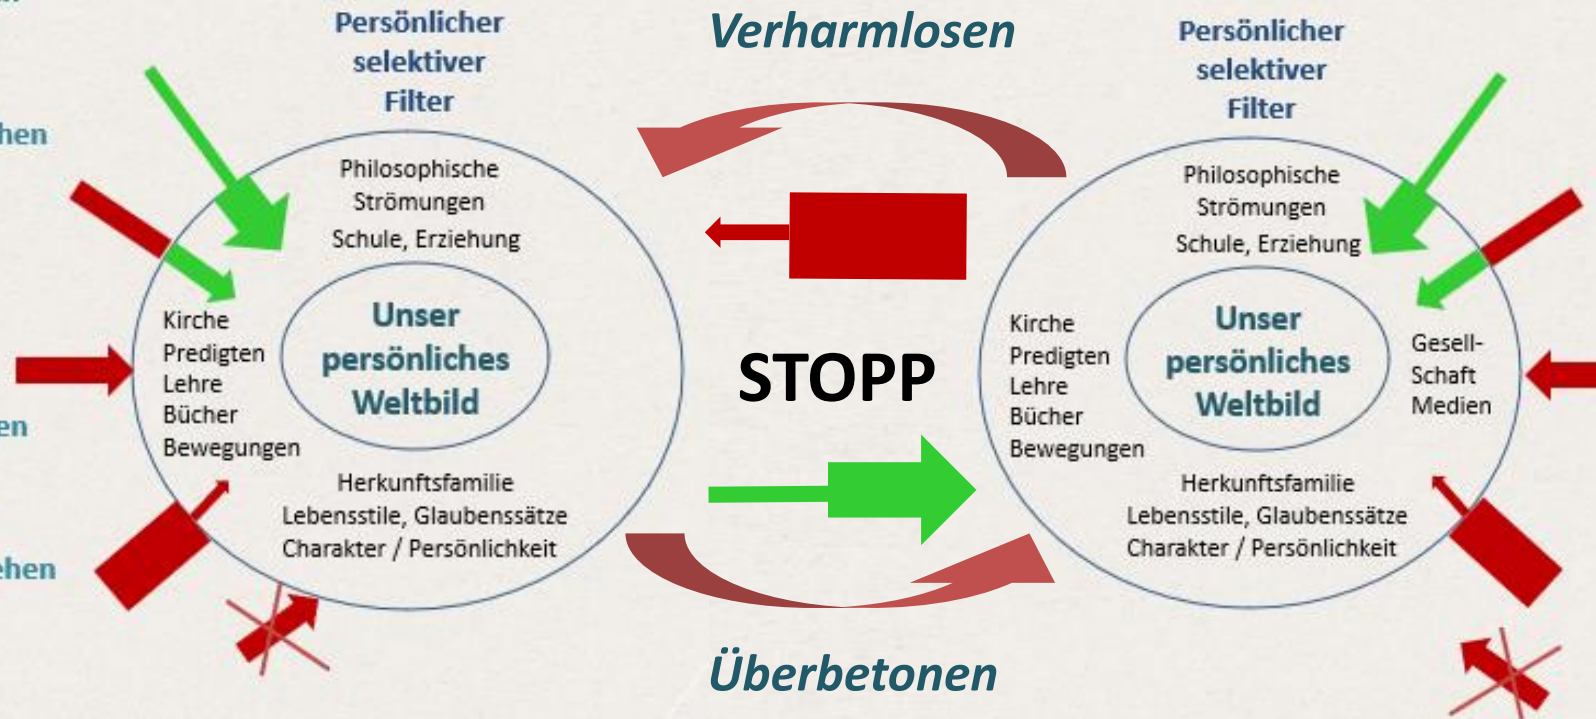 Persönlicher
selektiver
Filter
Philosophische
Strömungen
Schule, Erziehung
Kirche
Predigten
Lehre
Bücher
Bewegungen
Unser
persönliches
Weltbild
Herkunftsfamilie
Lebensstile, Glaubenssätze
Charakter / Persönlichkeit
Verharmlosen
STOPP
Überbetonen
Persönlicher
selektiver
Filter
Philosophische
Strömungen
Schule, Erziehung
Kirche
Predigten
Lehre
Bücher
Bewegungen
Unser
persönliches
Weltbild
Gesell-
Schaft
Medien
Herkunftsfamilie
Lebensstile, Glaubenssätze
Charakter / Persönlichkeit